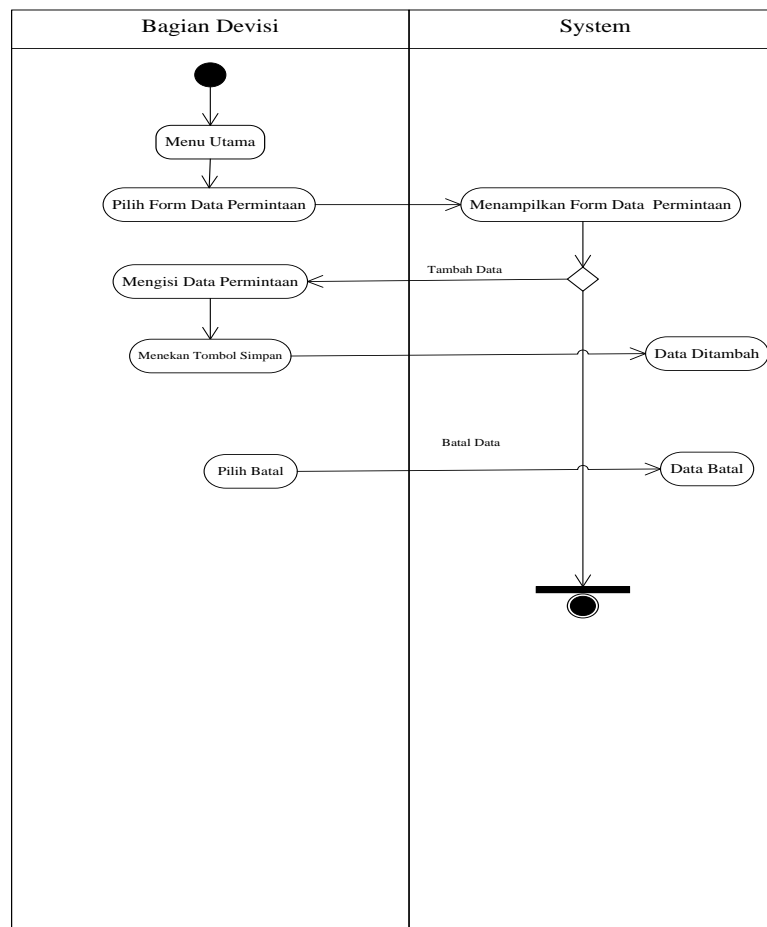 Bagian Devisi
System
Menu Utama
Pilih Form Data Permintaan
Menampilkan Form Data Permintaan
Tambah Data
Mengisi Data Permintaan
Menekan Tombol Simpan
Data Ditambah
Batal Data
Pilih Batal
Data Batal